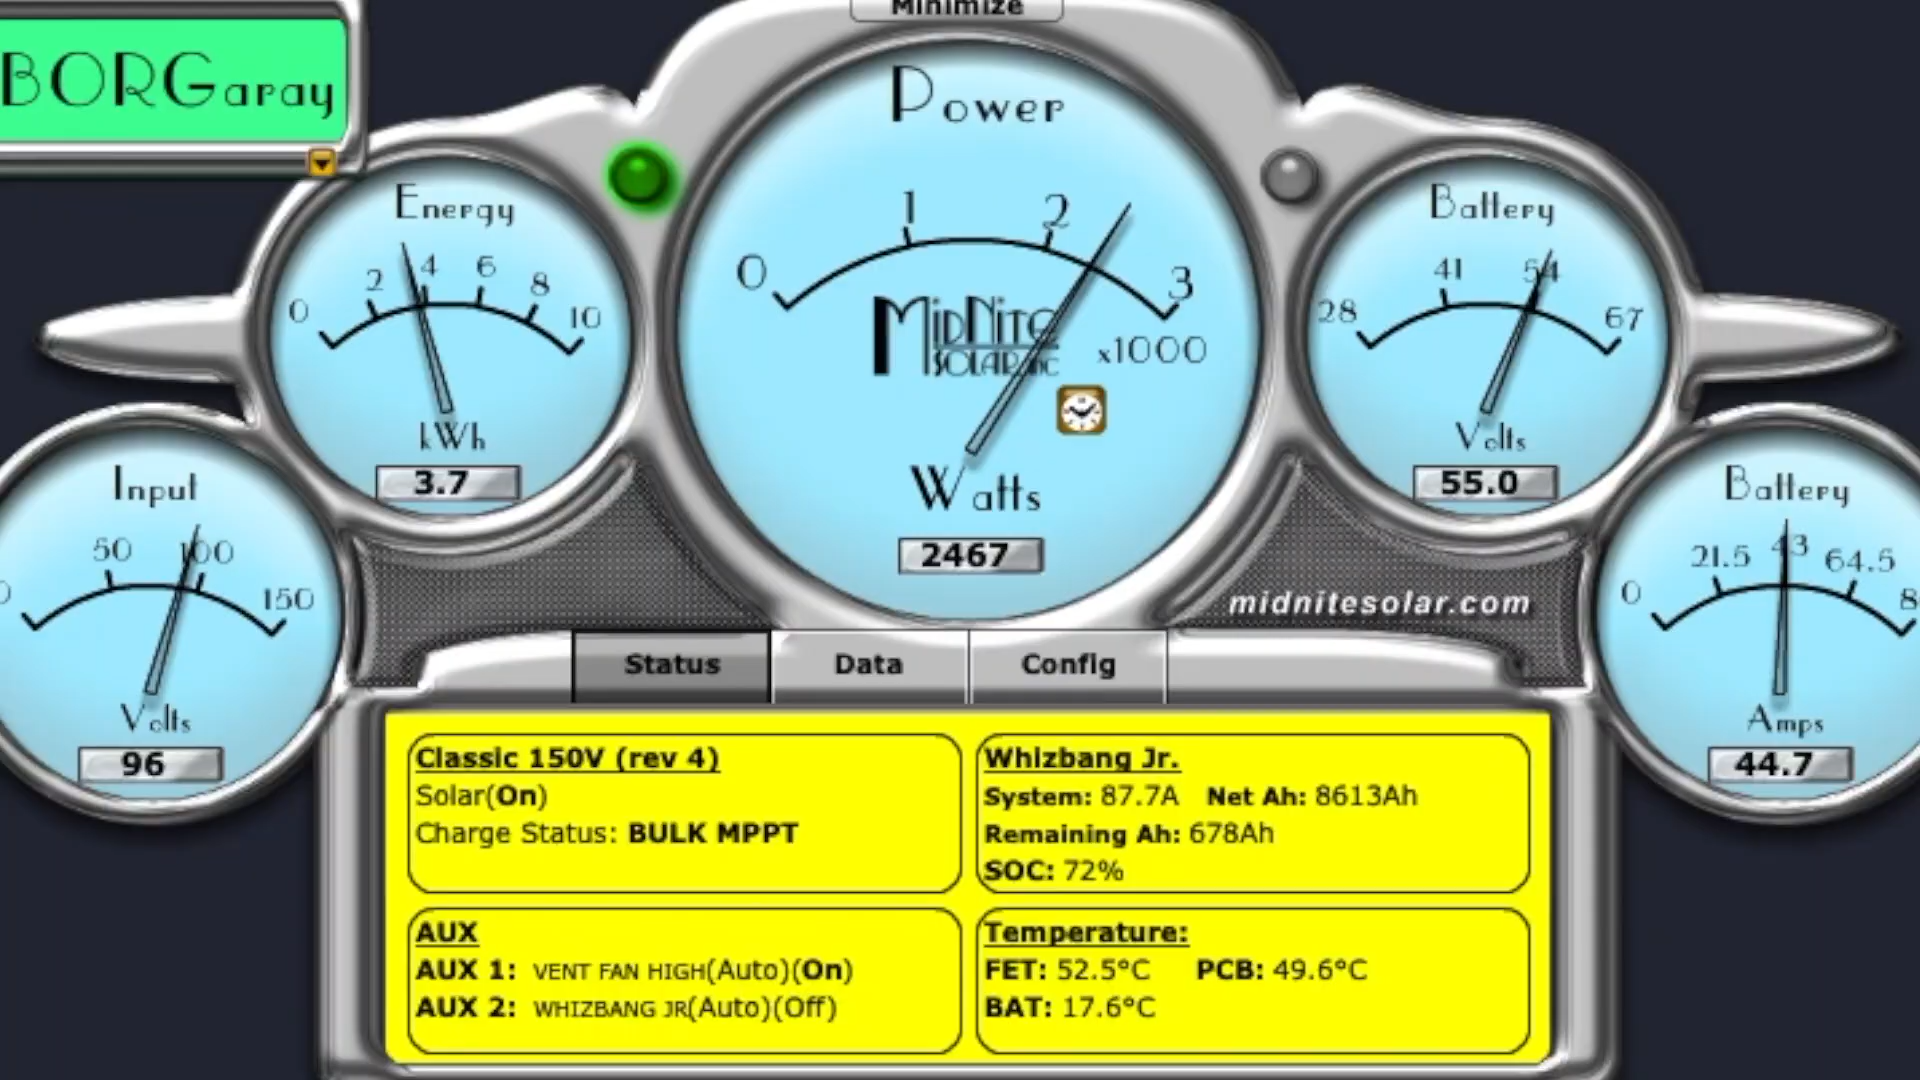 Minimize
BORGaray
Power
0 1 2 3
MidNite
SOLAR INC
x1000
Watts
2467
Energy
0 2 4 6 8 10
kWh
3.7
Battery
28 41 54 67
Volts
55.0
Input
0 50 100 150
Volts
96
Battery
0 21.5 43 64.5 8
Amps
44.7
midnitesolar.com
Status Data Config
Classic 150V (rev 4)
Solar(On)
Charge Status: BULK MPPT
Whizbang Jr.
System: 87.7A Net Ah: 8613Ah
Remaining Ah: 678Ah
SOC: 72%
AUX
AUX 1: VENT FAN HIGH(Auto)(On)
AUX 2: WHIZBANG JR(Auto)(Off)
Temperature:
FET: 52.5°C PCB: 49.6°C
BAT: 17.6°C